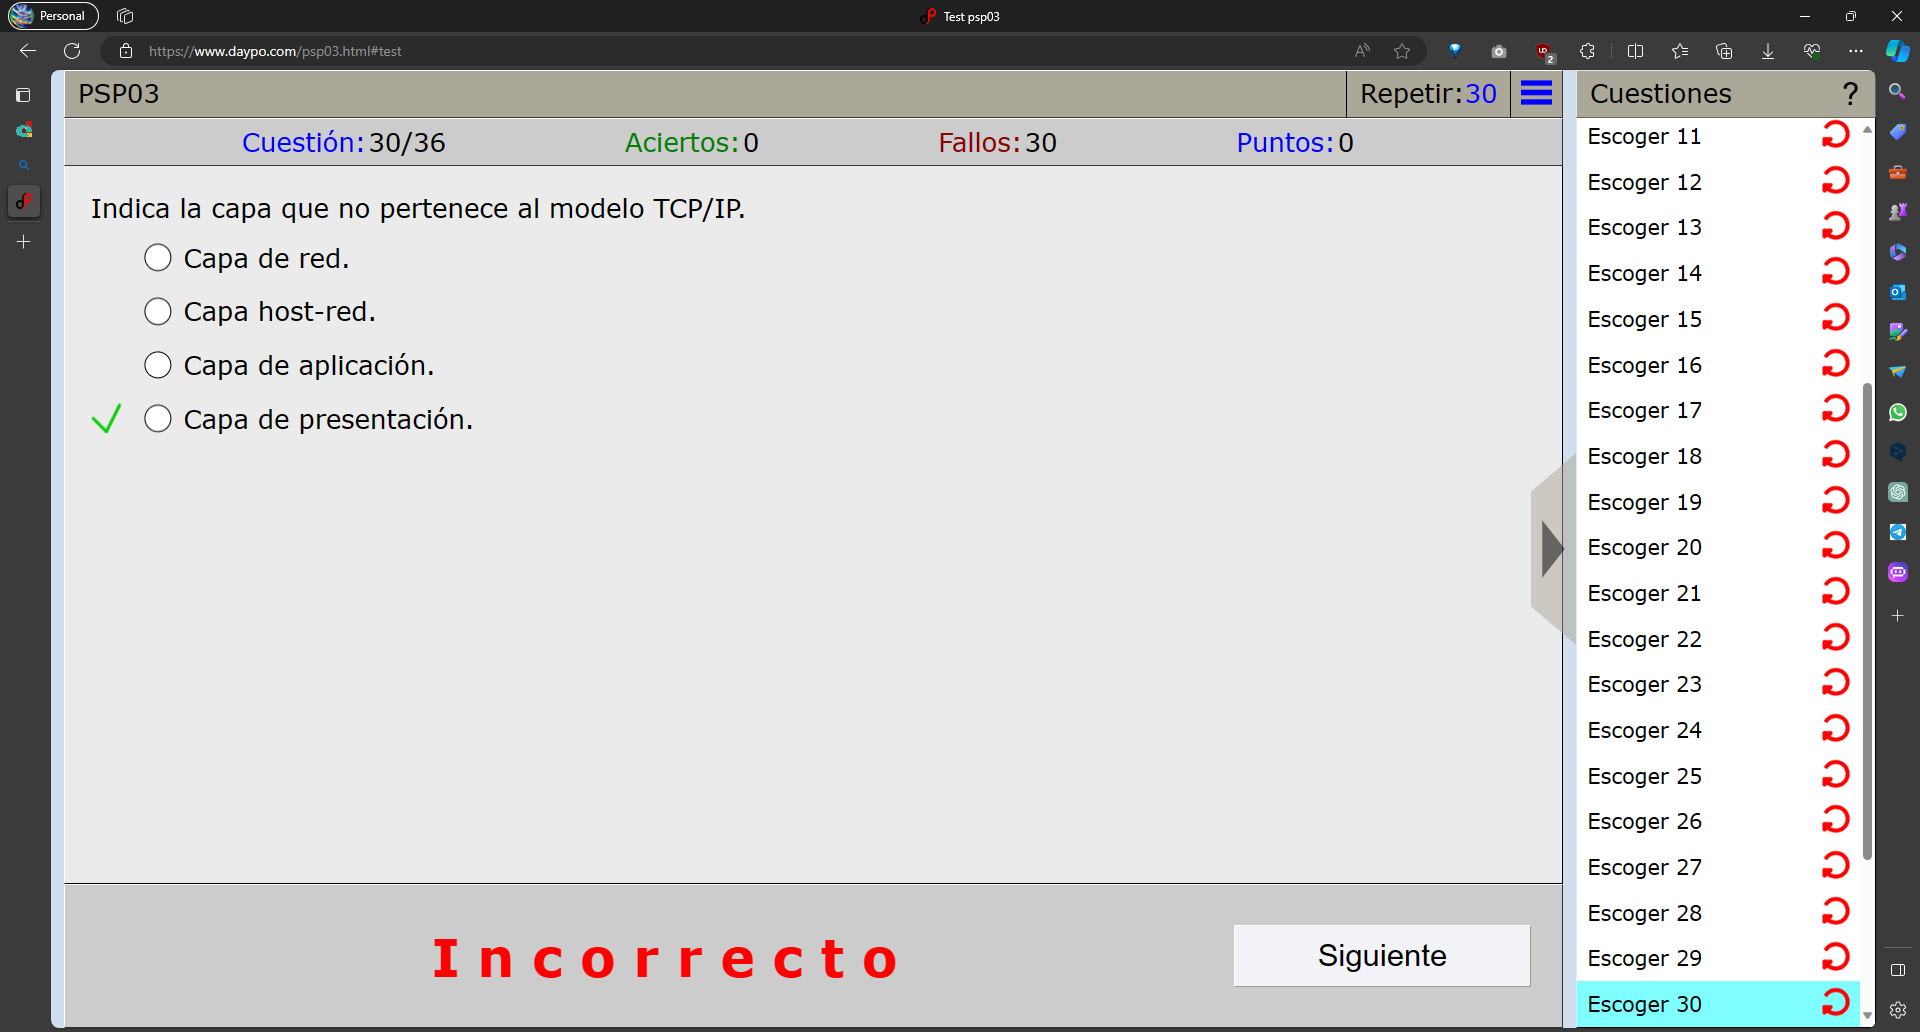 Personal
Test psp03
https://www.daypo.com/psp03.html#test
2
PSP03
Repetir:30
Cuestiones
?
Cuestión:30/36
Aciertos:0
Fallos:30
Puntos:0
Indica la capa que no pertenece al modelo TCP/IP.
Capa de red.
Capa host-red.
Capa de aplicación.
Capa de presentación.
Incorrecto
Siguiente
Escoger 11
Escoger 12
Escoger 13
Escoger 14
Escoger 15
Escoger 16
Escoger 17
Escoger 18
Escoger 19
Escoger 20
Escoger 21
Escoger 22
Escoger 23
Escoger 24
Escoger 25
Escoger 26
Escoger 27
Escoger 28
Escoger 29
Escoger 30